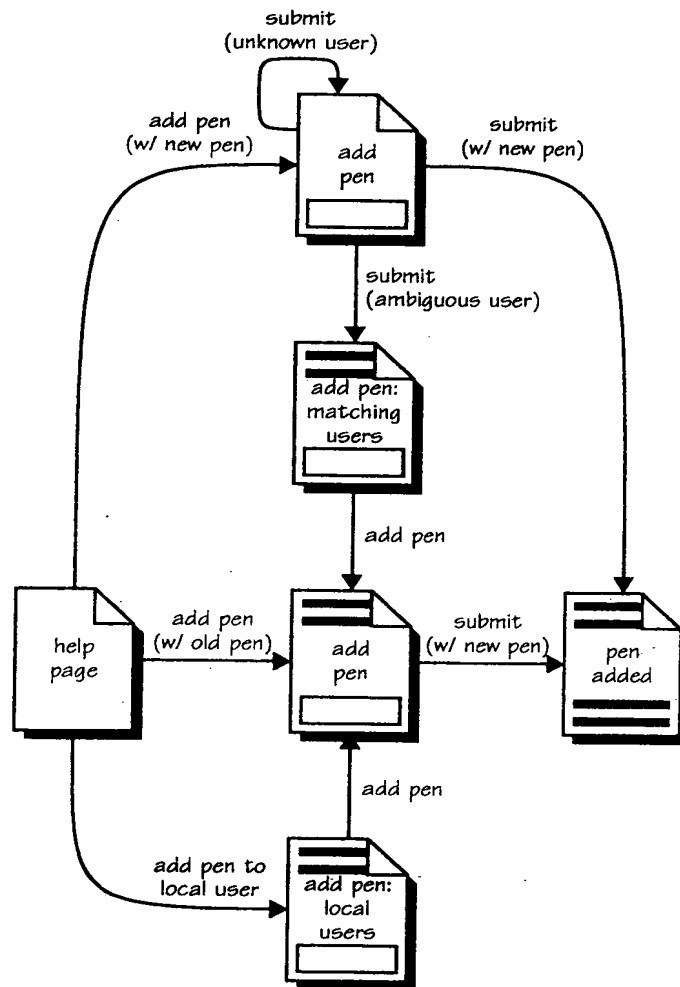 submit
(unknown user)
add pen
(w/ new pen)
add
pen
submit
(w/ new pen)
submit
(ambiguous user)
add pen:
matching
users
add pen
help
page
add pen
(w/ old pen)
add
pen
submit
(w/ new pen)
pen
added
add pen
add pen to
local user
add pen:
local
users